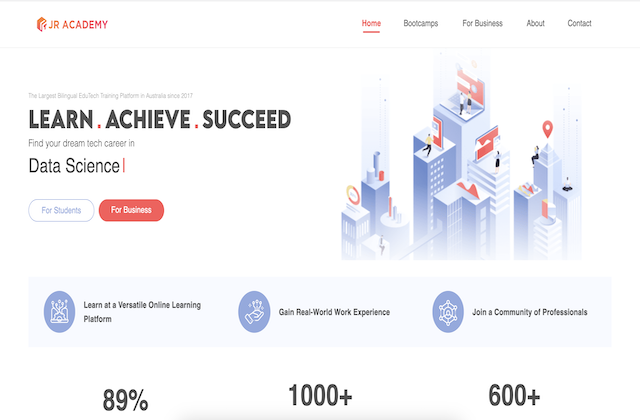 JR ACADEMY
Home Bootcamps For Business About Contact
The Largest Bilingual EduTech Training Platform in Australia since 2017
LEARN . ACHIEVE . SUCCEED
Find your dream tech career in
Data Science
For Students For Business
Learn at a Versatile Online Learning
Platform
Gain Real-World Work Experience
Join a Community of Professionals
89% 1000+ 600+